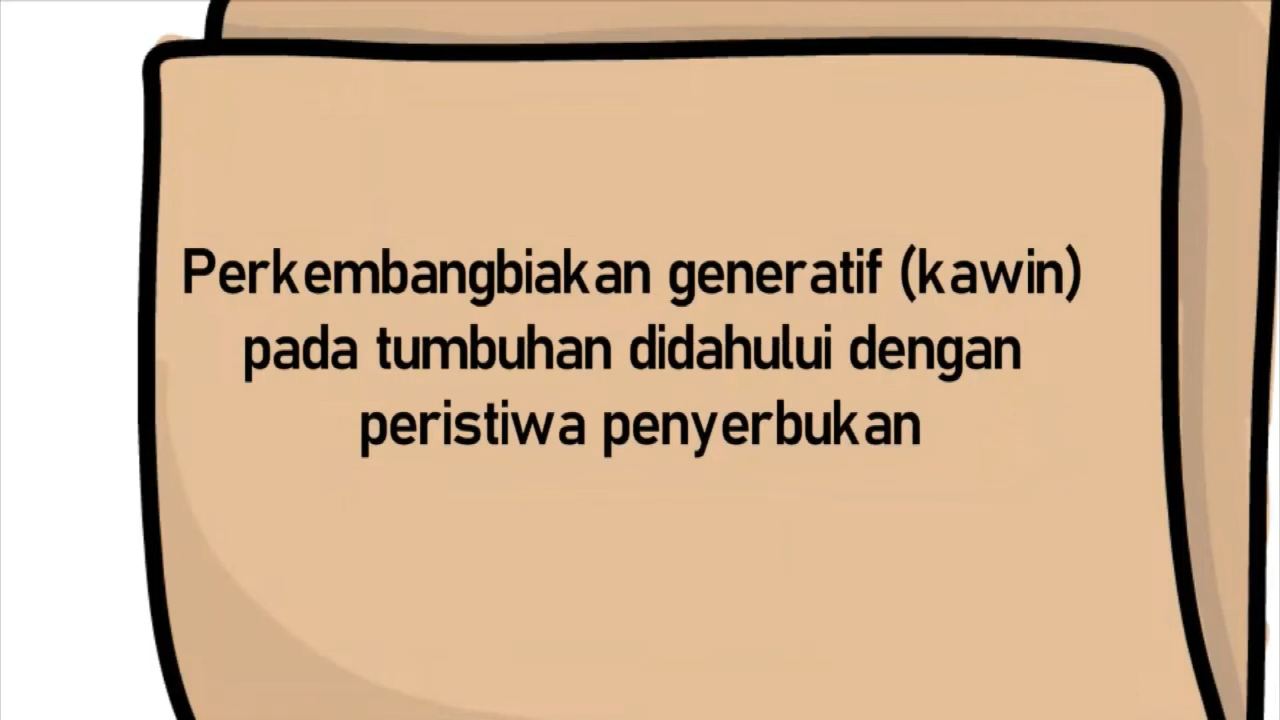 Perkembangbiakan generatif (kawin)
pada tumbuhan didahului dengan
peristiwa penyerbukan